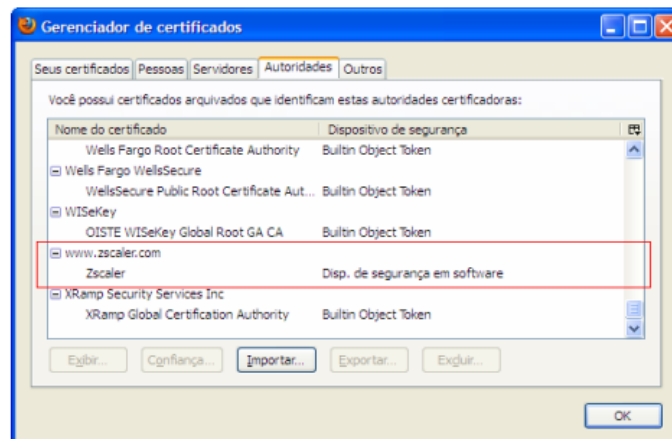 Gerenciador de certificados
Seus certificados Pessoas Servidores Autoridades Outros
Você possui certificados arquivados que identificam estas autoridades certificadoras:
Nome do certificado Dispositivo de segurança
Wells Fargo Root Certificate Authority Builtin Object Token
Wells Fargo WellsSecure
WellsSecure Public Root Certificate Aut... Builtin Object Token
WISeKey
OISTE WISeKey Global Root GA CA Builtin Object Token
www.zscaler.com
Zscaler Disp. de segurança em software
XRamp Security Services Inc
XRamp Global Certification Authority Builtin Object Token
Exibir... Confiança... Importar... Exportar... Excluir...
OK